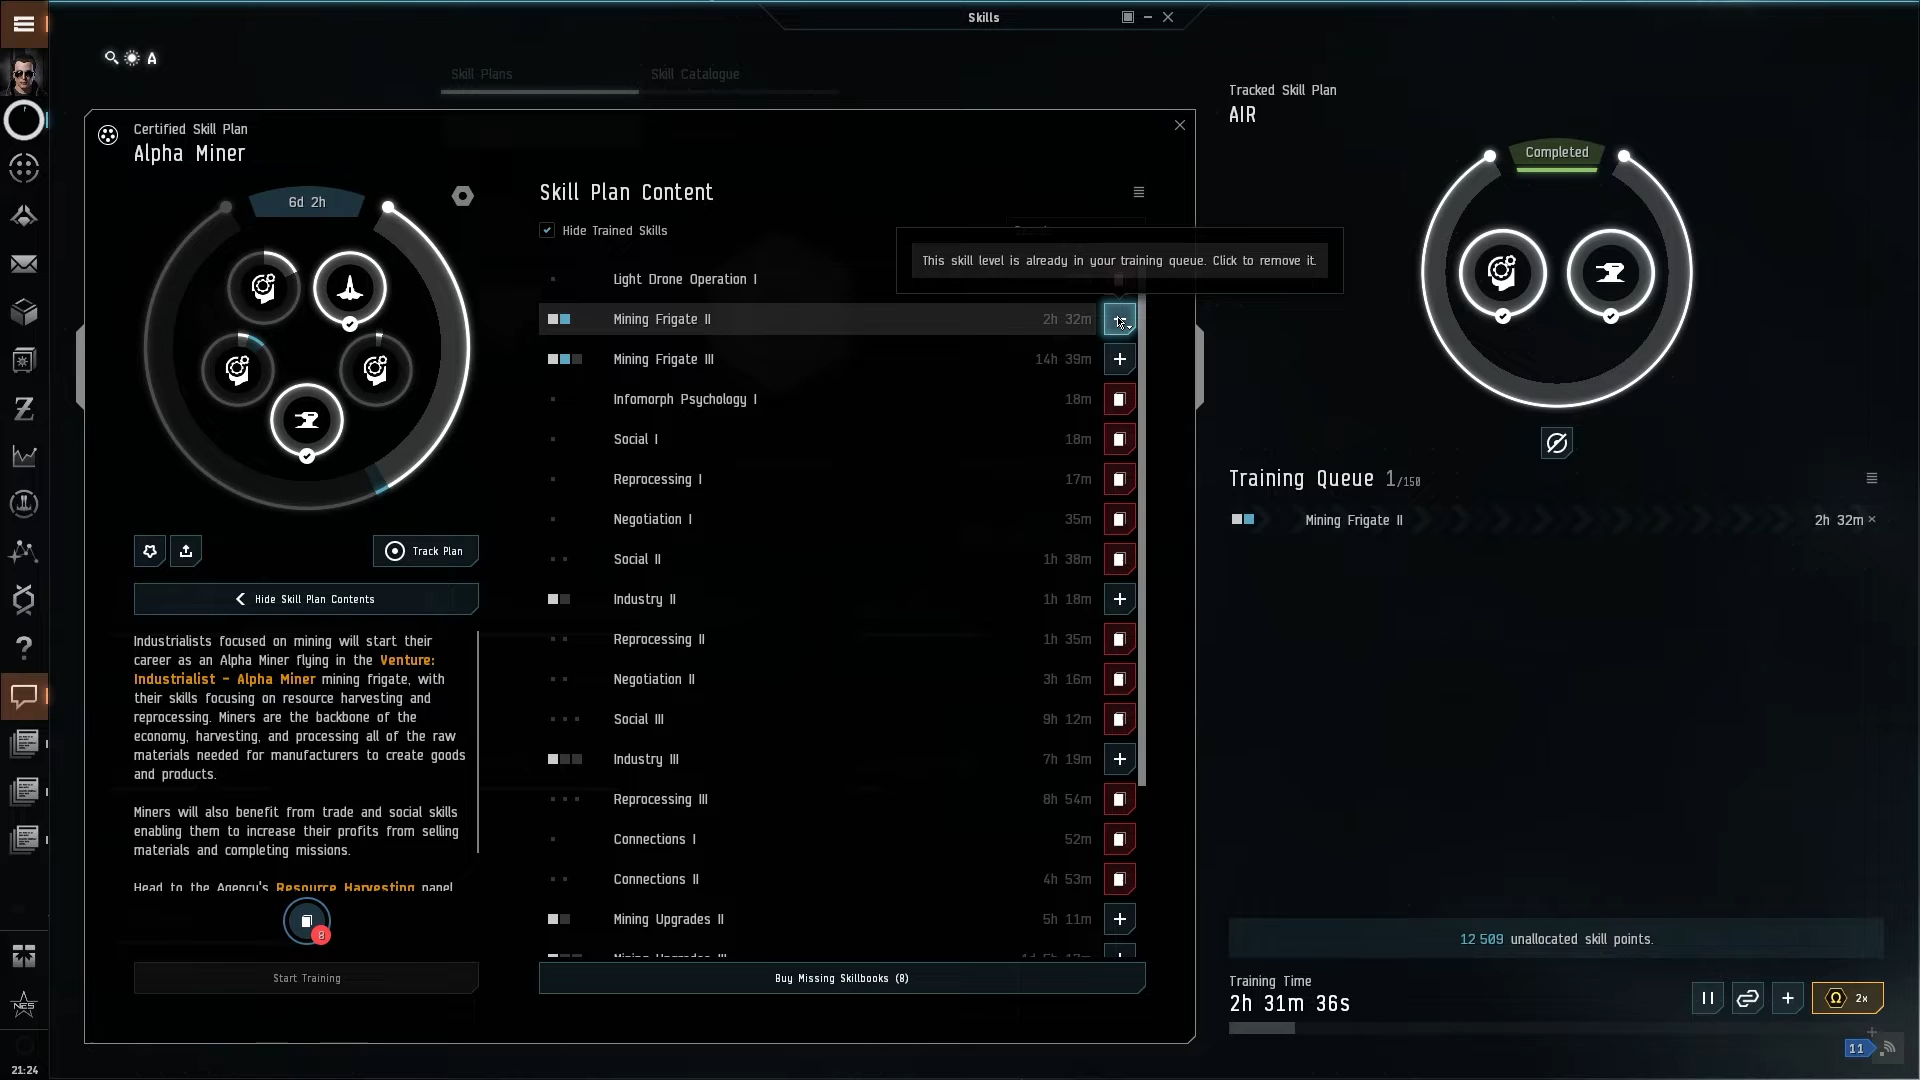 Skills
A
Skill Plans
Skill Catalogue
Certified Skill Plan
Alpha Miner
6d 2h
Track Plan
Hide Skill Plan Contents
Industrialists focused on mining will start their
career as an Alpha Miner flying in the Venture:
Industrialist - Alpha Miner mining frigate, with
their skills focusing on resource harvesting and
reprocessing. Miners are the backbone of the
economy, harvesting, and processing all of the raw
materials needed for manufacturers to create goods
and products.
Miners will also benefit from trade and social skills
enabling them to increase their profits from selling
materials and completing missions.
Head to the Agency's Resource Harvesting panel
8
Start Training
Skill Plan Content
Hide Trained Skills
This skill level is already in your training queue. Click to remove it.
Light Drone Operation I
Mining Frigate II 2h 32m
Mining Frigate III 14h 39m
Infomorph Psychology I 18m
Social I 18m
Reprocessing I 17m
Negotiation I 35m
Social II 1h 38m
Industry II 1h 18m
Reprocessing II 1h 35m
Negotiation II 3h 16m
Social III 9h 12m
Industry III 7h 19m
Reprocessing III 8h 54m
Connections I 52m
Connections II 4h 53m
Mining Upgrades II 5h 11m
Buy Missing Skillbooks (8)
Tracked Skill Plan
AIR
Completed
Training Queue 1/150
Mining Frigate II 2h 32m
12 509 unallocated skill points.
Training Time
2h 31m 36s
Ω 2x
11
NES
21:24